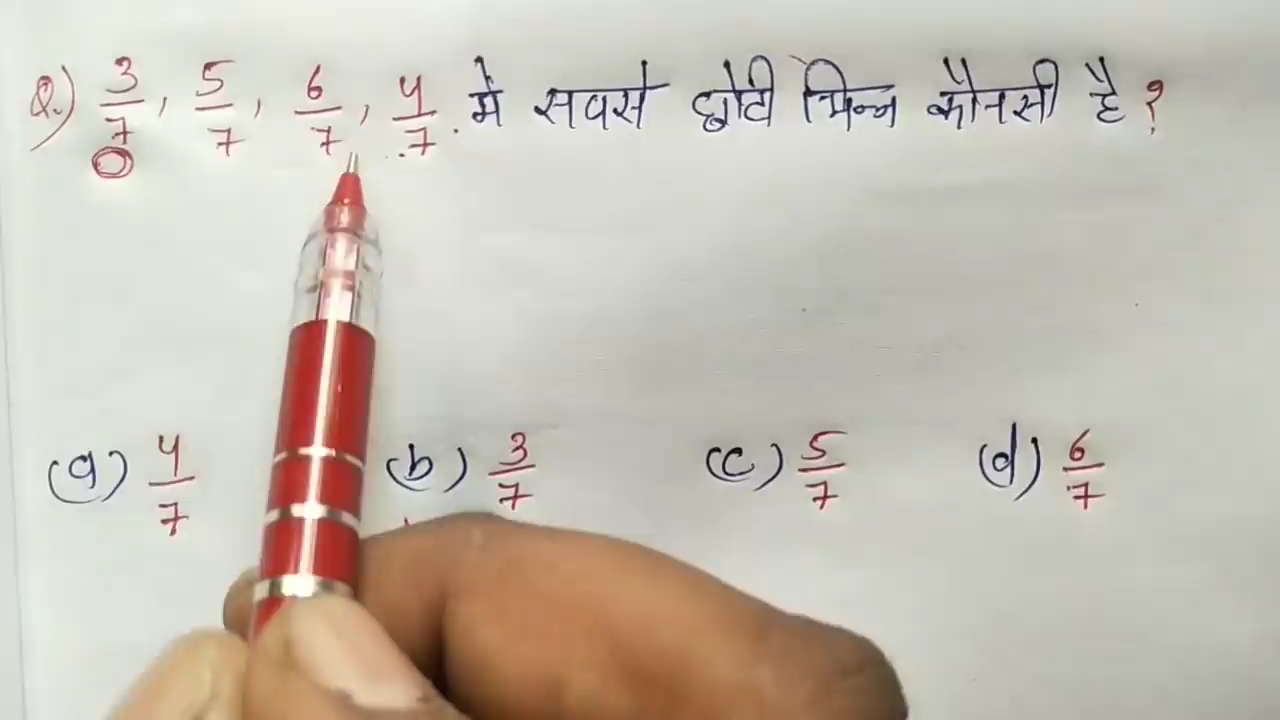 Q.) 3/7, 5/7, 6/7, 4/7. में सबसे छोटी भिन्न कौनसी है?
(a) 4/7 (b) 3/7 (c) 5/7 (d) 6/7